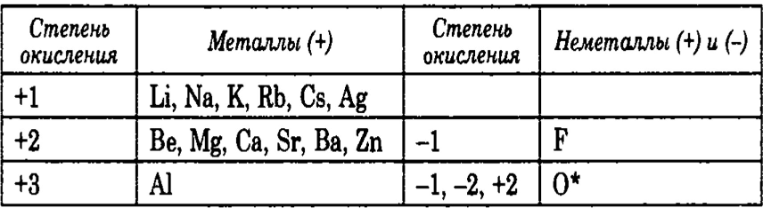 Степень окисления | Металлы (+) | Степень окисления | Неметаллы (+) и (–)
+1 | Li, Na, K, Rb, Cs, Ag | |
+2 | Be, Mg, Ca, Sr, Ba, Zn | –1 | F
+3 | Al | –1, –2, +2 | O*